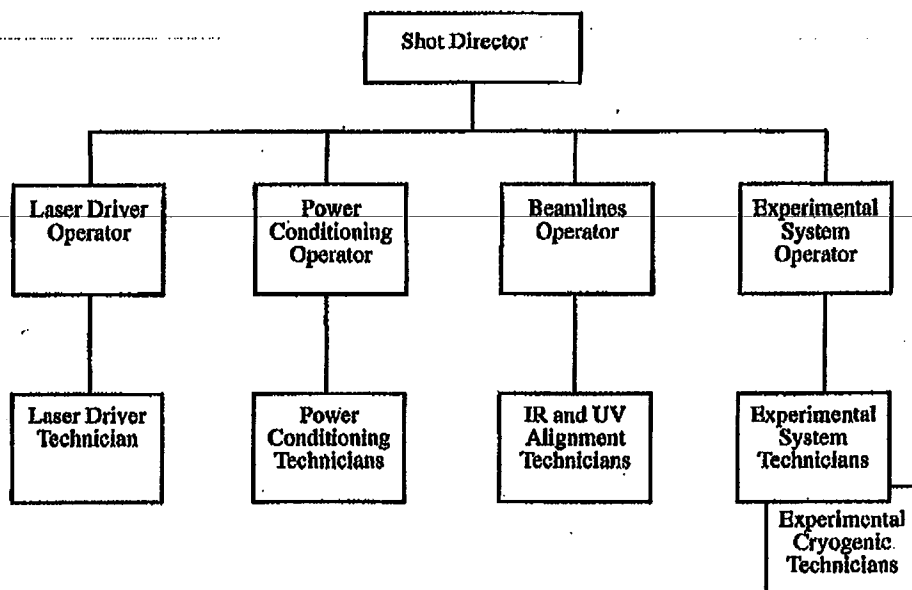 Shot Director
Laser Driver
Operator
Power
Conditioning
Operator
Beamlines
Operator
Experimental
System
Operator
Laser Driver
Technician
Power
Conditioning
Technicians
IR and UV
Alignment
Technicians
Experimental
System
Technicians
Experimental
Cryogenic
Technicians